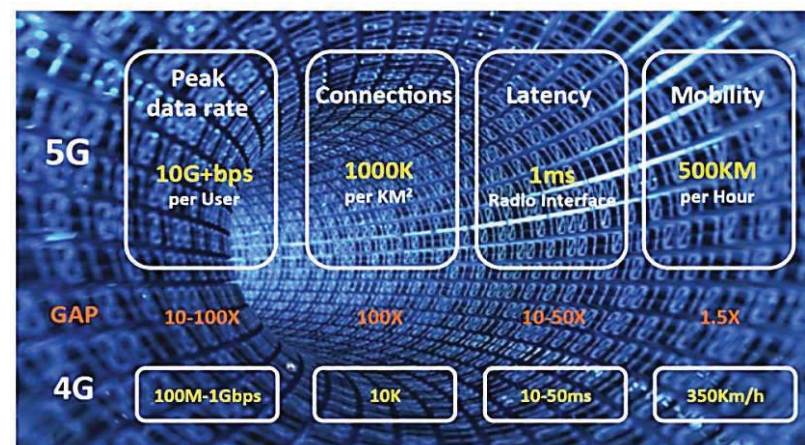 Peak
data rate
Connections
Latency
Mobility
5G
10G+bps
per User
1000K
per KM²
1ms
Radio Interface
500KM
per Hour
GAP
10-100X
100X
10-50X
1.5X
4G
100M-1Gbps
10K
10-50ms
350Km/h